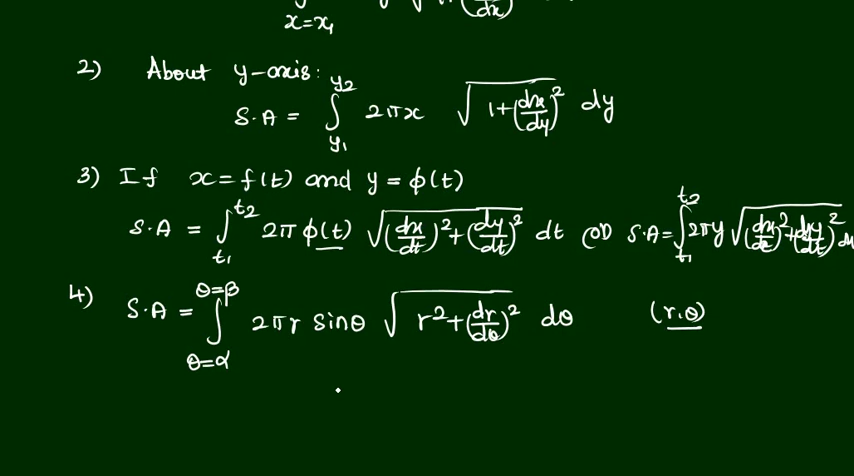 x=x₁ (dx)
2) About y-axis:
S.A = ∫_{y₁}^{y₂} 2πx √(1+(dx/dy)²) dy
3) If x=f(t) and y=ϕ(t)
S.A = ∫_{t₁}^{t₂} 2π ϕ(t) √((dx/dt)²+(dy/dt)²) dt or S.A=∫_{t₁}^{t₂} 2πy √((dx/dt)²+(dy/dt)²) d
4) S.A = ∫_{θ=α}^{θ=β} 2πr sinθ √(r²+(dr/dθ)²) dθ (r,θ)